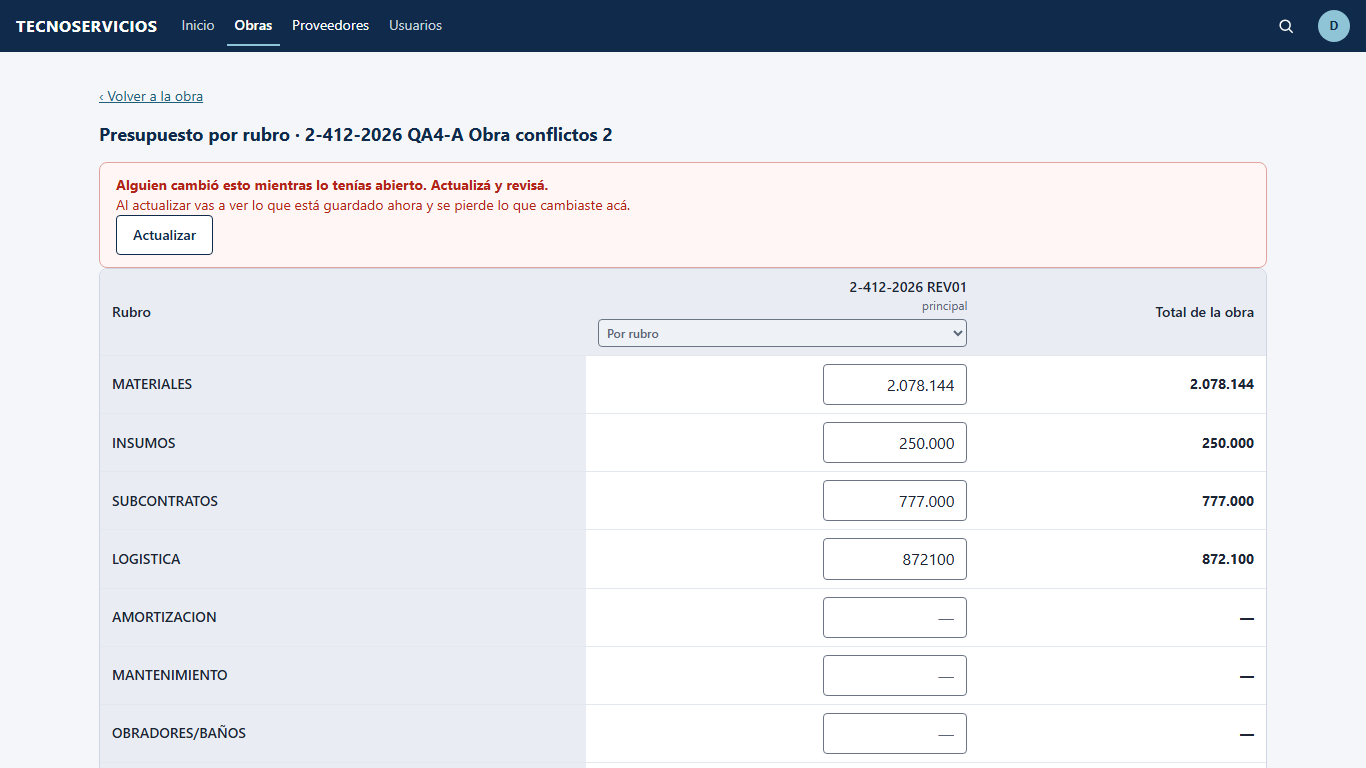 TECNOSERVICIOS Inicio Obras Proveedores Usuarios D
‹ Volver a la obra
Presupuesto por rubro · 2-412-2026 QA4-A Obra conflictos 2
Alguien cambió esto mientras lo tenías abierto. Actualizá y revisá.
Al actualizar vas a ver lo que está guardado ahora y se pierde lo que cambiaste acá.
Actualizar
2-412-2026 REV01
Rubro principal Total de la obra
Por rubro
MATERIALES 2.078.144 2.078.144
INSUMOS 250.000 250.000
SUBCONTRATOS 777.000 777.000
LOGISTICA 872100 872.100
AMORTIZACION — —
MANTENIMIENTO — —
OBRADORES/BAÑOS — —